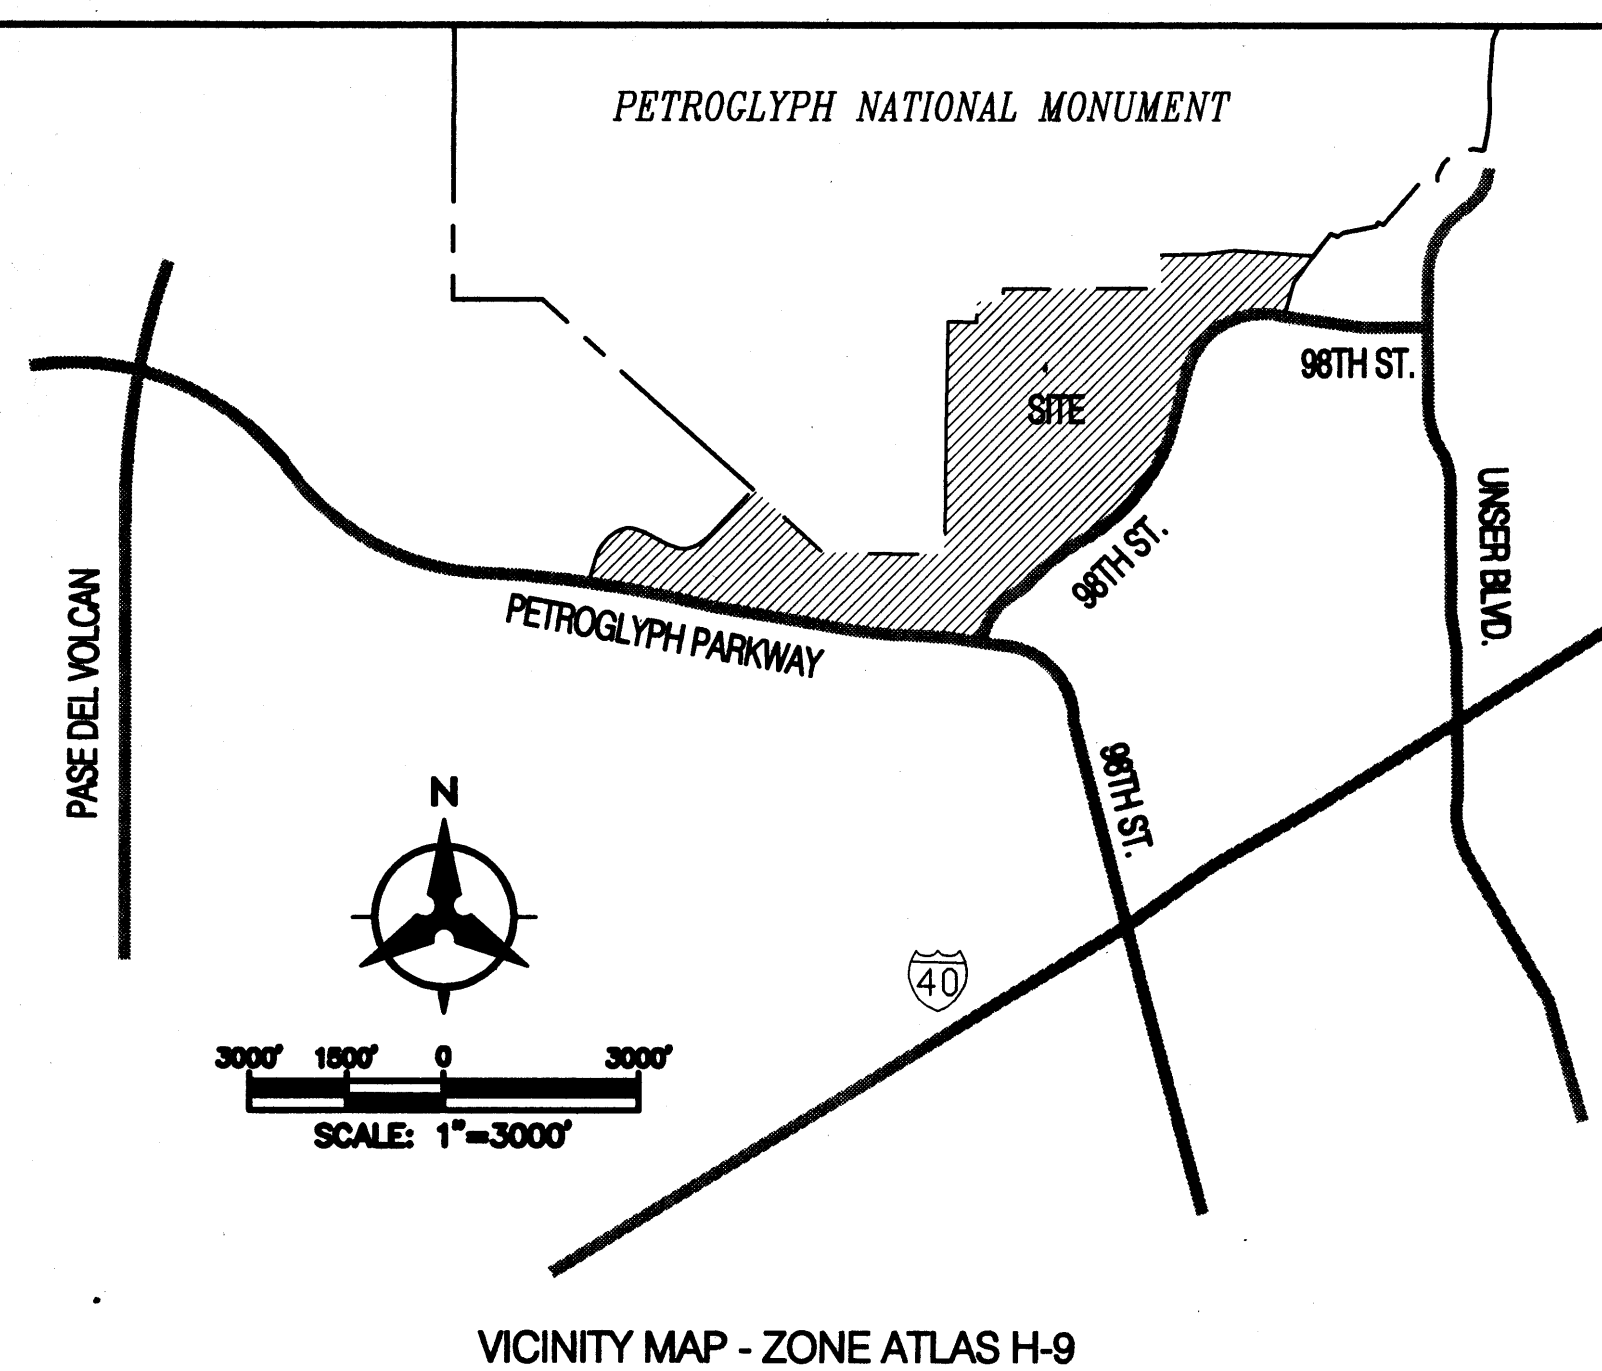 PETROGLYPH NATIONAL MONUMENT
98TH ST.
SITE
UNSER BLVD.
98TH ST.
PETROGLYPH PARKWAY
PASE DEL VOLCAN
98TH ST.
N
40
3000' 1500' 0 3000'
SCALE: 1"=3000'
VICINITY MAP - ZONE ATLAS H-9